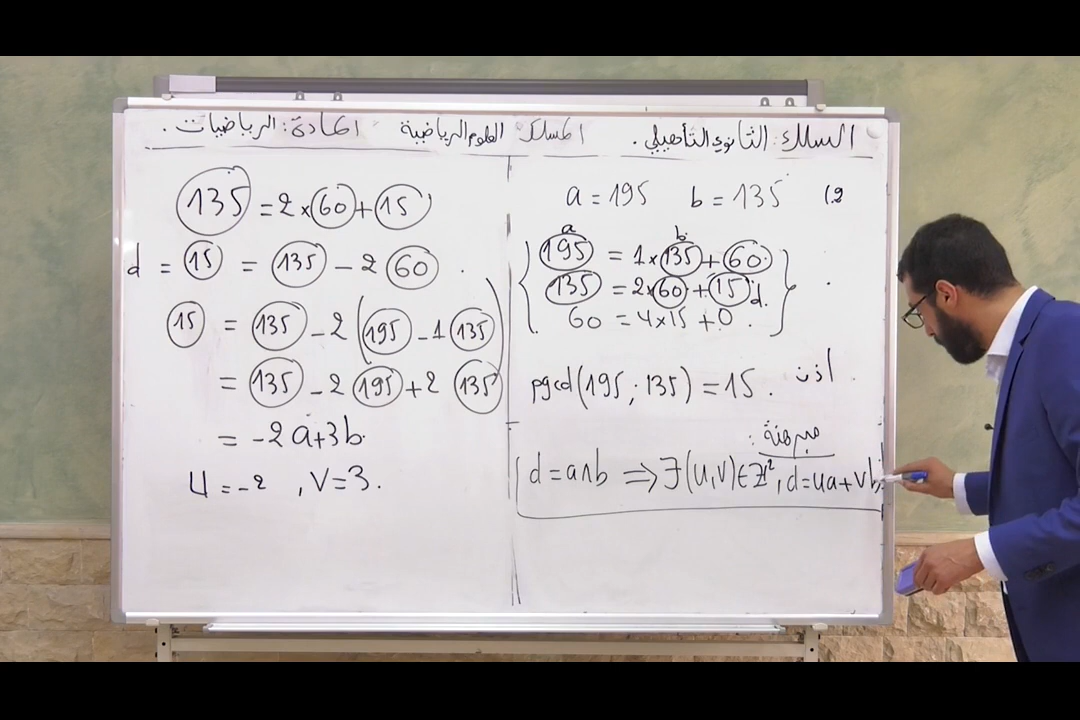 السلك: الثانوي التأهيلي. المسلك العلوم الرياضية المادة: الرياضيات.
2) a = 195 b = 135
a b
195 = 1×135 + 60
135 = 2×60 + 15 d.
60 = 4×15 + 0.
اذن pgcd(195 ; 135) = 15.
مبرهنة:
d = a∧b ⇒ ∃(u,v)∈ℤ², d=ua+vb
135 = 2×60 + 15
d = 15 = 135 − 2 60.
15 = 135 − 2 (195 − 1 135)
= 135 − 2 195 + 2 135
= −2a+3b.
U = −2 , V = 3.